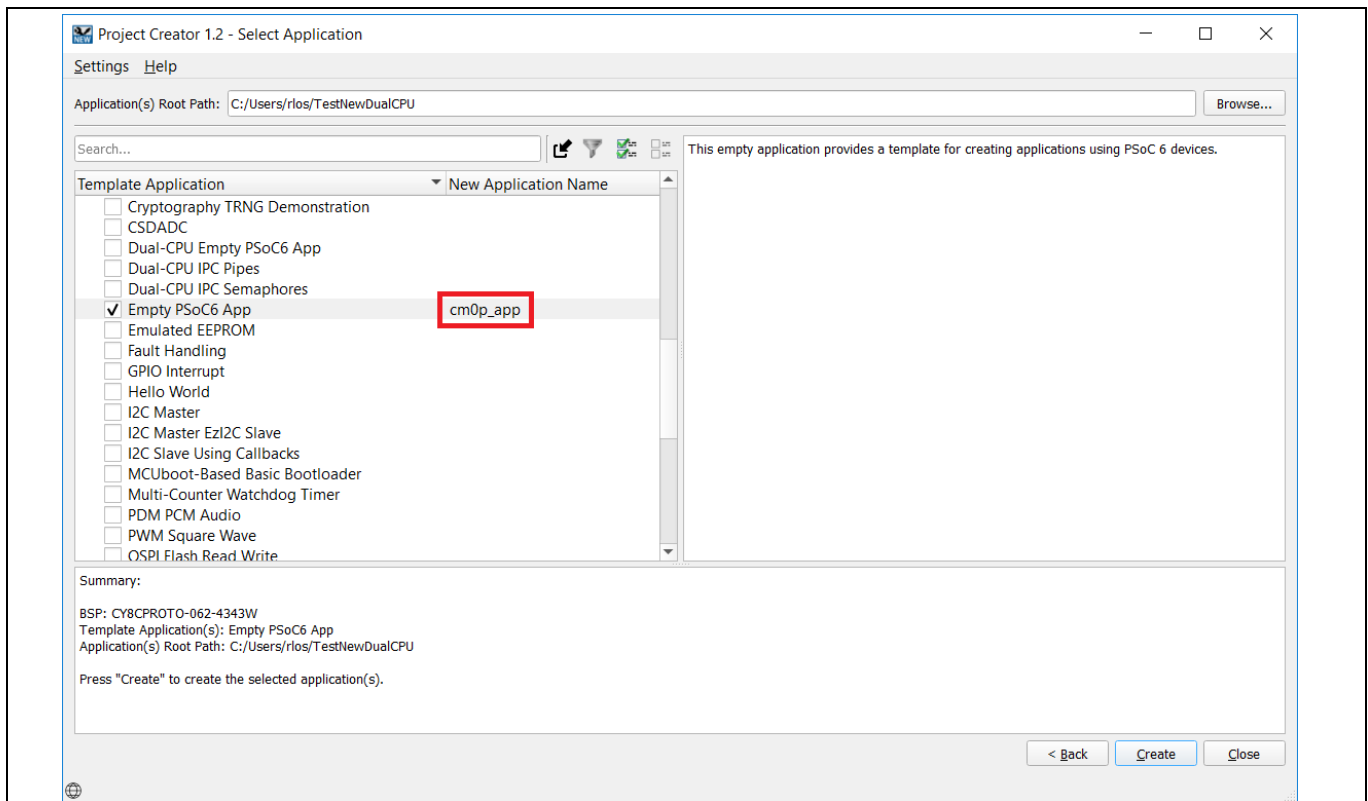 Project Creator 1.2 - Select Application
Settings Help
Application(s) Root Path: C:/Users/rlos/TestNewDualCPU Browse...
Search...
This empty application provides a template for creating applications using PSoC 6 devices.
Template Application New Application Name
Cryptography TRNG Demonstration
CSDADC
Dual-CPU Empty PSoC6 App
Dual-CPU IPC Pipes
Dual-CPU IPC Semaphores
Empty PSoC6 App cm0p_app
Emulated EEPROM
Fault Handling
GPIO Interrupt
Hello World
I2C Master
I2C Master EzI2C Slave
I2C Slave Using Callbacks
MCUboot-Based Basic Bootloader
Multi-Counter Watchdog Timer
PDM PCM Audio
PWM Square Wave
QSPI Flash Read Write
Summary:
BSP: CY8CPROTO-062-4343W
Template Application(s): Empty PSoC6 App
Application(s) Root Path: C:/Users/rlos/TestNewDualCPU
Press "Create" to create the selected application(s).
< Back Create Close